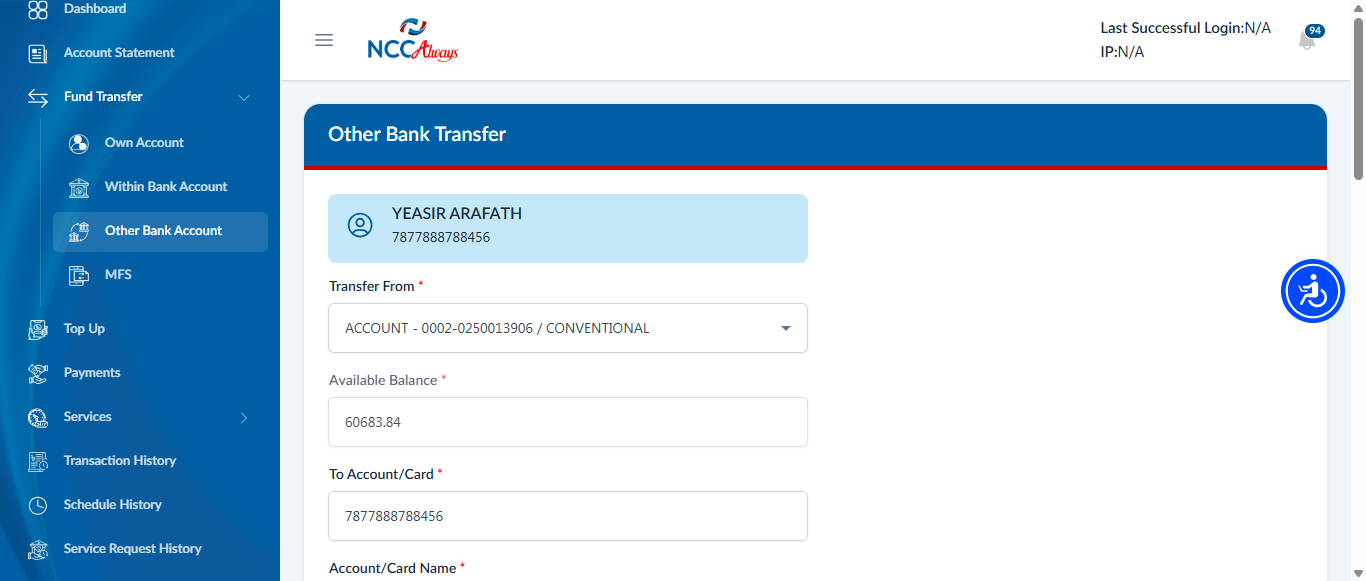 Dashboard
Account Statement
Fund Transfer
Own Account
Within Bank Account
Other Bank Account
MFS
Top Up
Payments
Services
Transaction History
Schedule History
Service Request History
NCC Always
Last Successful Login:N/A
IP:N/A
94
Other Bank Transfer
YEASIR ARAFATH
7877888788456
Transfer From *
ACCOUNT - 0002-0250013906 / CONVENTIONAL
Available Balance *
60683.84
To Account/Card *
7877888788456
Account/Card Name *